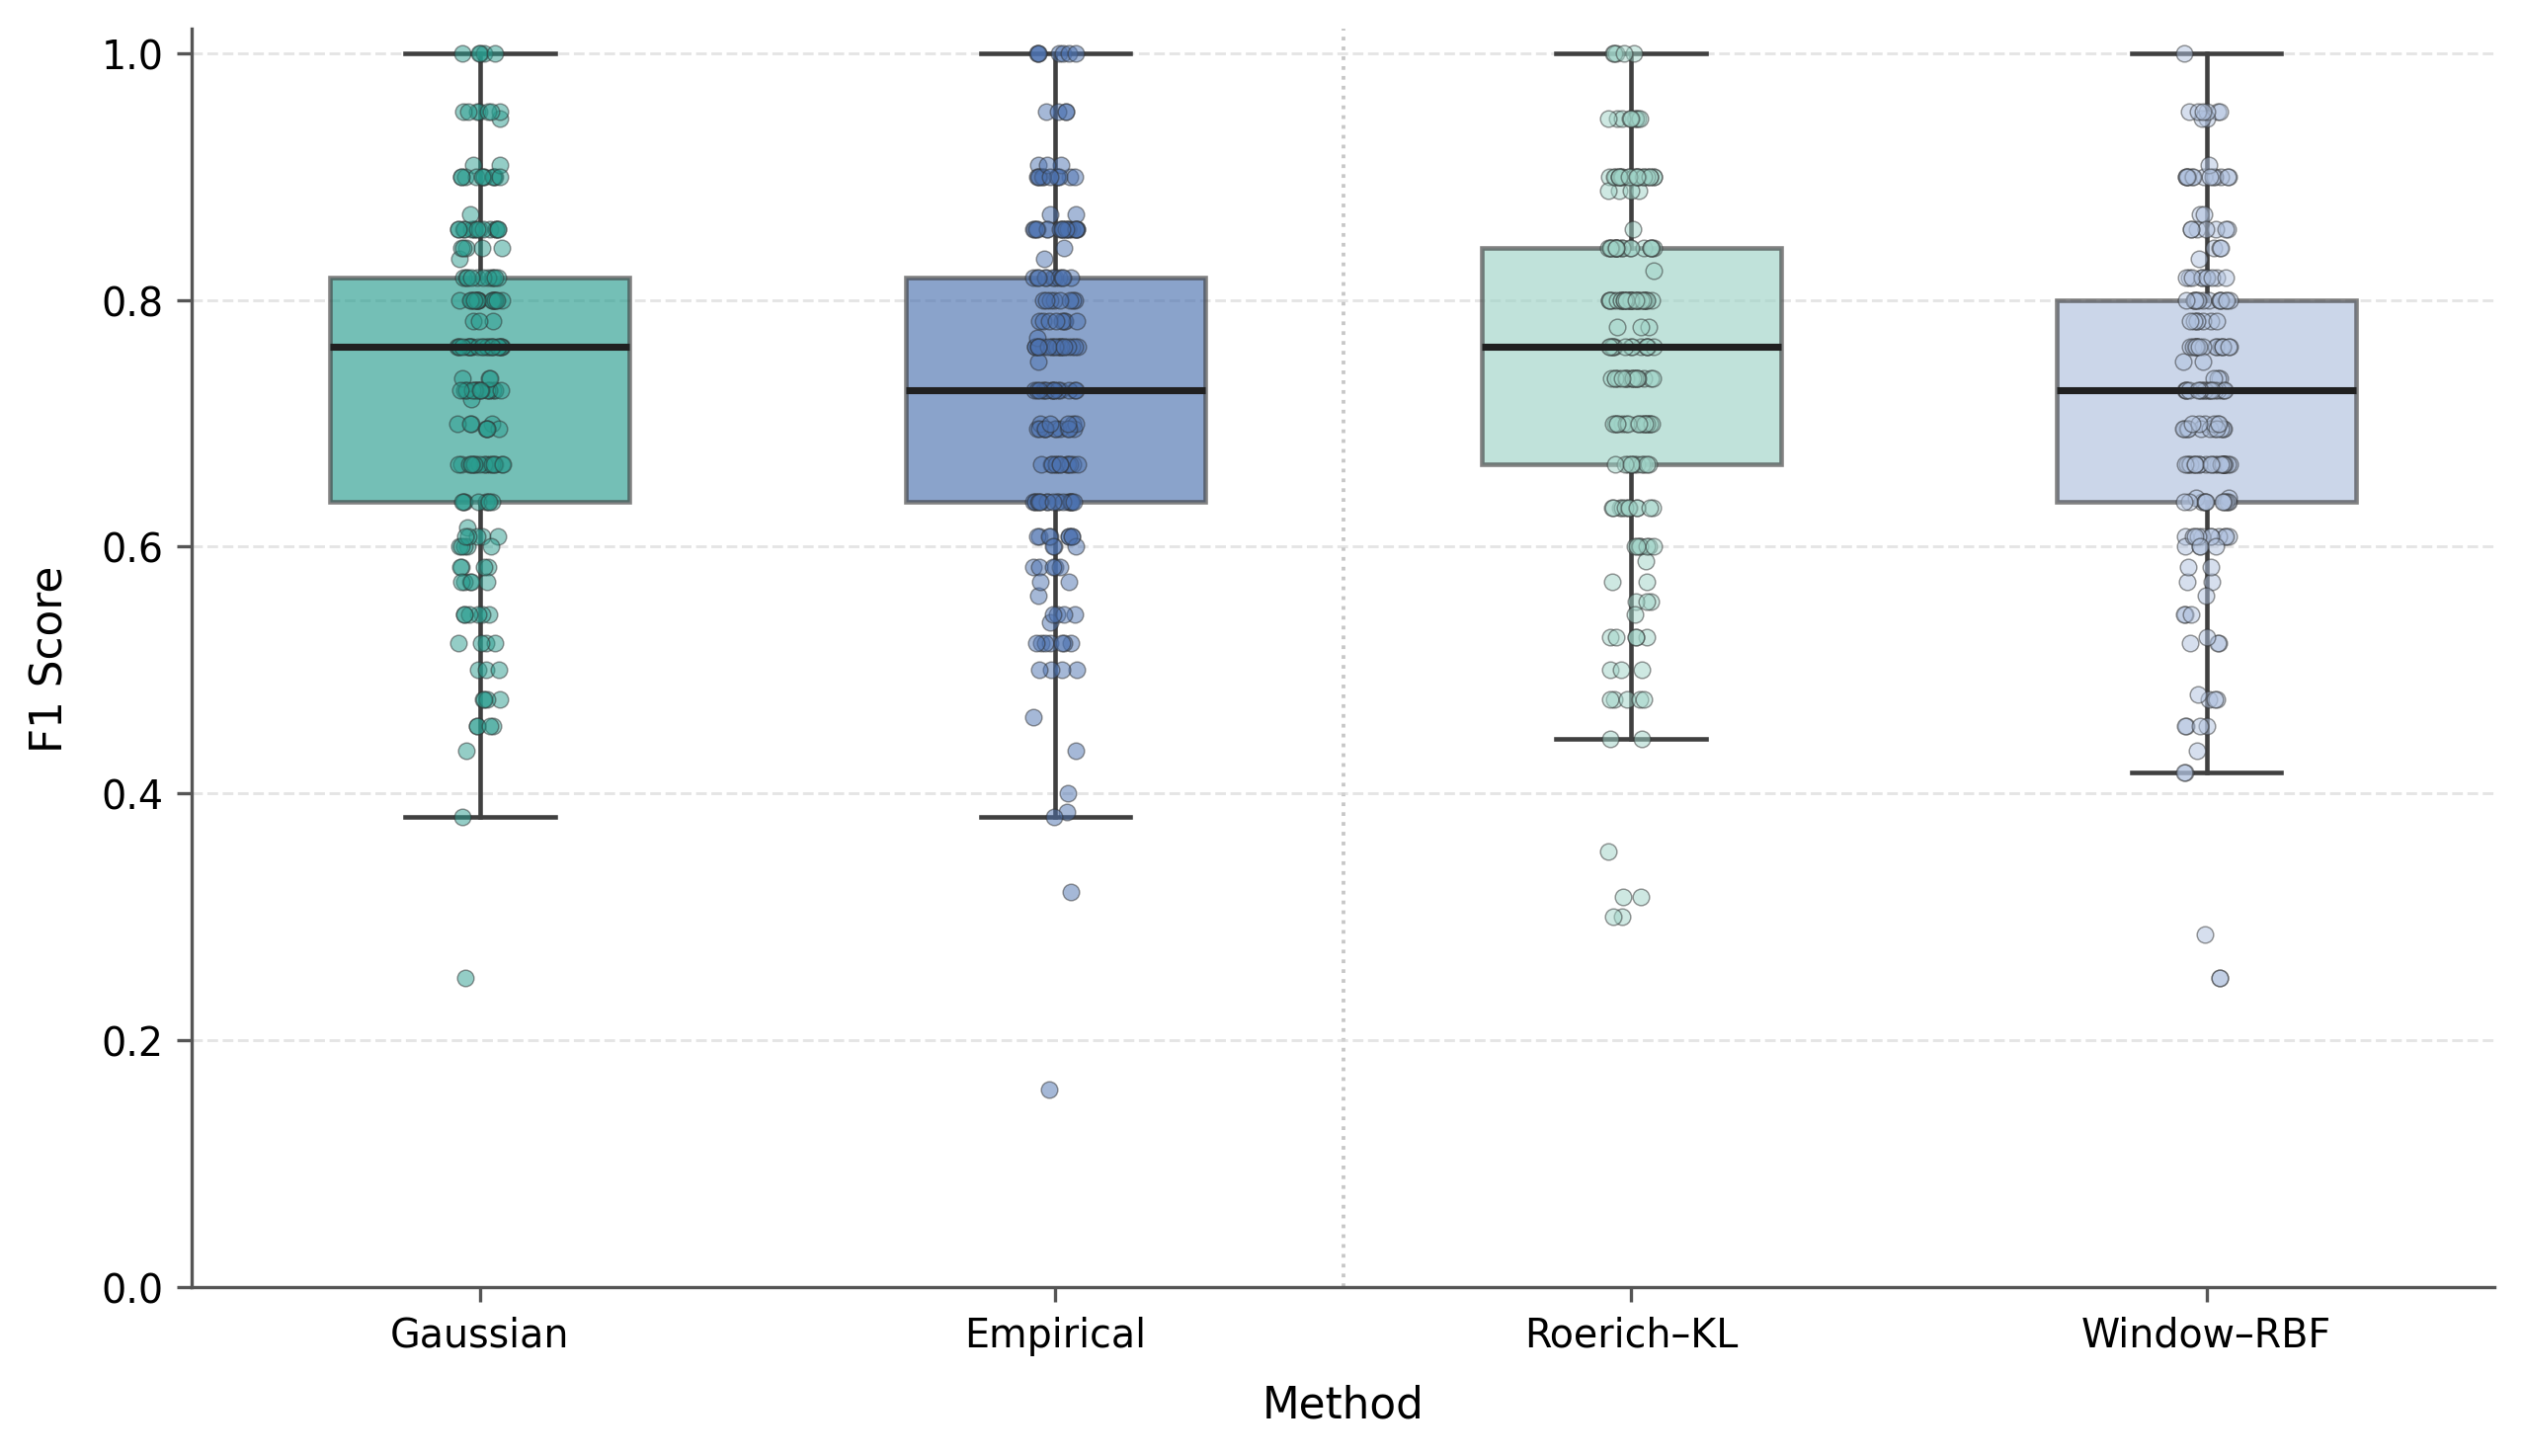 1.0
0.8
0.6
0.4
0.2
0.0
F1 Score
Gaussian
Empirical
Roerich–KL
Window–RBF
Method